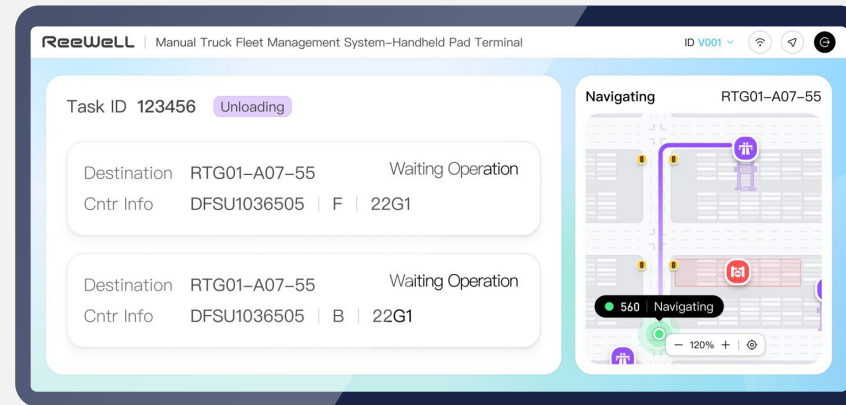 ReeWeLL | Manual Truck Fleet Management System-Handheld Pad Terminal
ID V001
Task ID 123456 Unloading
Destination RTG01-A07-55 Waiting Operation
Cntr Info DFSU1036505 | F | 22G1
Destination RTG01-A07-55 Waiting Operation
Cntr Info DFSU1036505 | B | 22G1
Navigating RTG01-A07-55
560 | Navigating
- 120% +